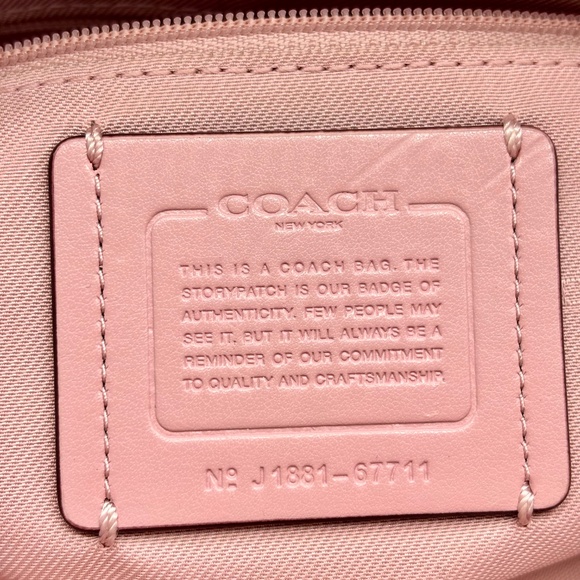 COACH
NEW YORK
THIS IS A COACH BAG. THE
STORYPATCH IS OUR BADGE OF
AUTHENTICITY. FEW PEOPLE MAY
SEE IT. BUT IT WILL ALWAYS BE A
REMINDER OF OUR COMMITMENT
TO QUALITY AND CRAFTSMANSHIP.
Nº J1881-67711